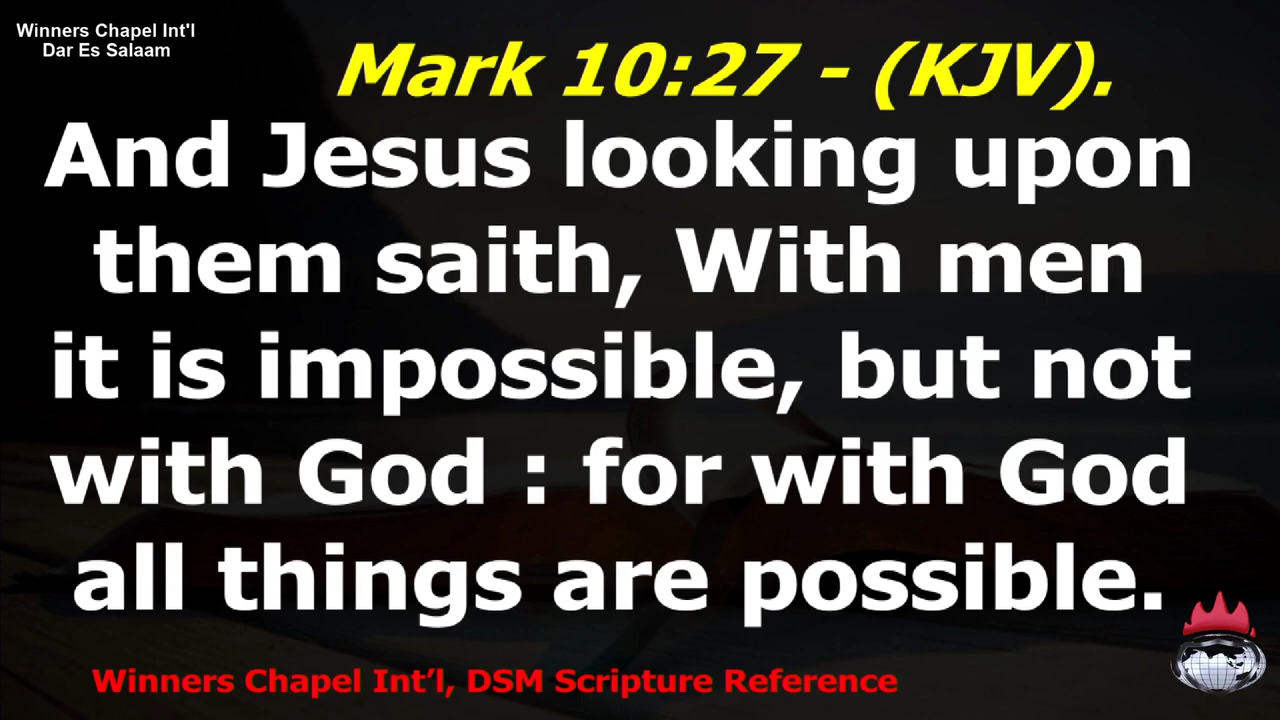 Winners Chapel Int'l
Dar Es Salaam
Mark 10:27 - (KJV).
And Jesus looking upon
them saith, With men
it is impossible, but not
with God : for with God
all things are possible.
Winners Chapel Int’l, DSM Scripture Reference